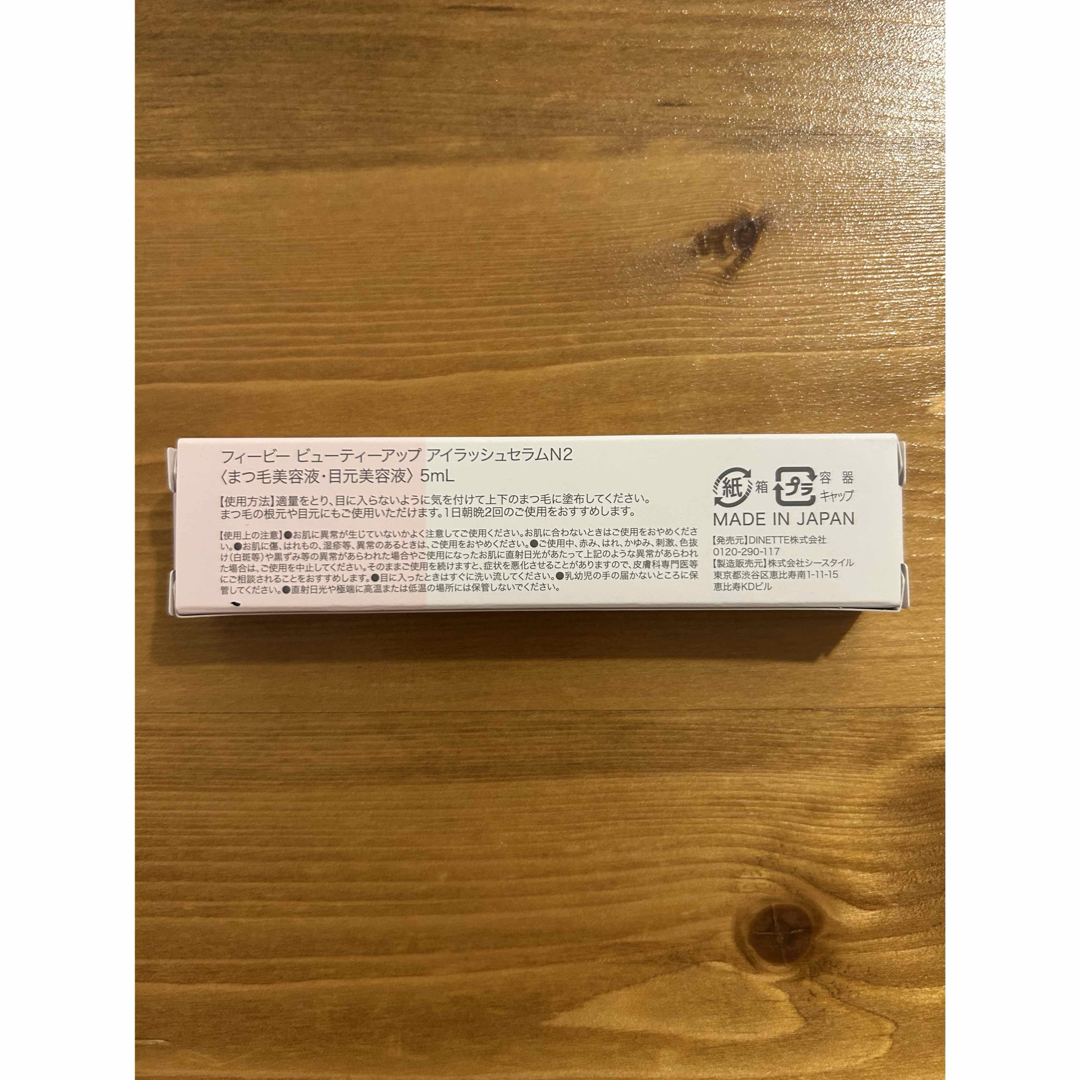 フィービー ビューティーアップ アイラッシュセラムN2
〈まつ毛美容液・目元美容液〉 5mL
【使用方法】適量をとり、目に入らないように気を付けて上下のまつ毛に塗布してください。
まつ毛の根元や目元にもご使用いただけます。1日朝晩2回のご使用をおすすめします。
【使用上の注意】●お肌に異常が生じていないかよく注意してご使用ください。お肌に合わないときはご使用をおやめくださ
い。●お肌に傷、はれもの、湿疹等、異常のあるときは、ご使用をおやめください。●ご使用中、赤み、はれ、かゆみ、刺激、色抜
け(白斑等)や黒ずみ等の異常があらわれた場合やご使用になったお肌に直射日光があたって上記のような異常があらわれ
た場合は、ご使用を中止してください。そのままご使用を続けますと、症状を悪化させることがありますので、皮膚科専門医等
にご相談されることをおすすめします。●目に入ったときはすぐに洗い流してください。●乳幼児の手の届かないところに保
管してください。●直射日光や極端に高温または低温の場所には保管しないでください。
紙 箱 プラ 容器
キャップ
MADE IN JAPAN
【発売元】DINETTE株式会社
0120-290-117
【製造販売元】株式会社シースタイル
東京都渋谷区恵比寿南1-11-15
恵比寿KDビル